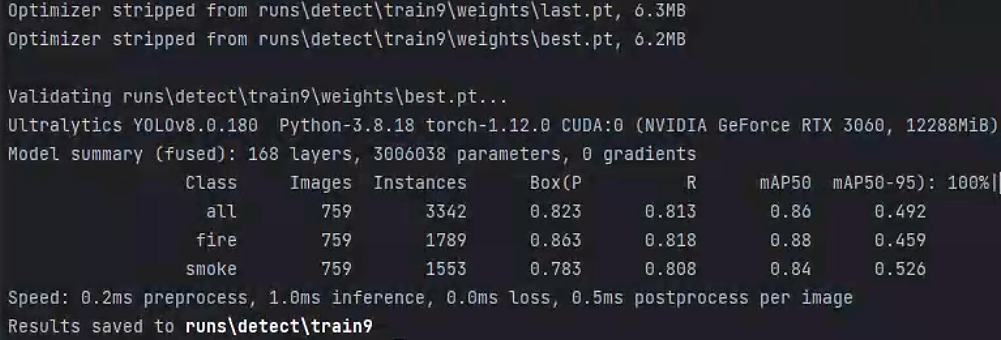 Optimizer stripped from runs\detect\train9\weights\last.pt, 6.3MB
Optimizer stripped from runs\detect\train9\weights\best.pt, 6.2MB
Validating runs\detect\train9\weights\best.pt...
Ultralytics YOLOv8.0.180  Python-3.8.18 torch-1.12.0 CUDA:0 (NVIDIA GeForce RTX 3060, 12288MiB)
Model summary (fused): 168 layers, 3006038 parameters, 0 gradients
Class Images Instances Box(P R mAP50 mAP50-95): 100%|
all 759 3342 0.823 0.813 0.86 0.492
fire 759 1789 0.863 0.818 0.88 0.459
smoke 759 1553 0.783 0.808 0.84 0.526
Speed: 0.2ms preprocess, 1.0ms inference, 0.0ms loss, 0.5ms postprocess per image
Results saved to runs\detect\train9